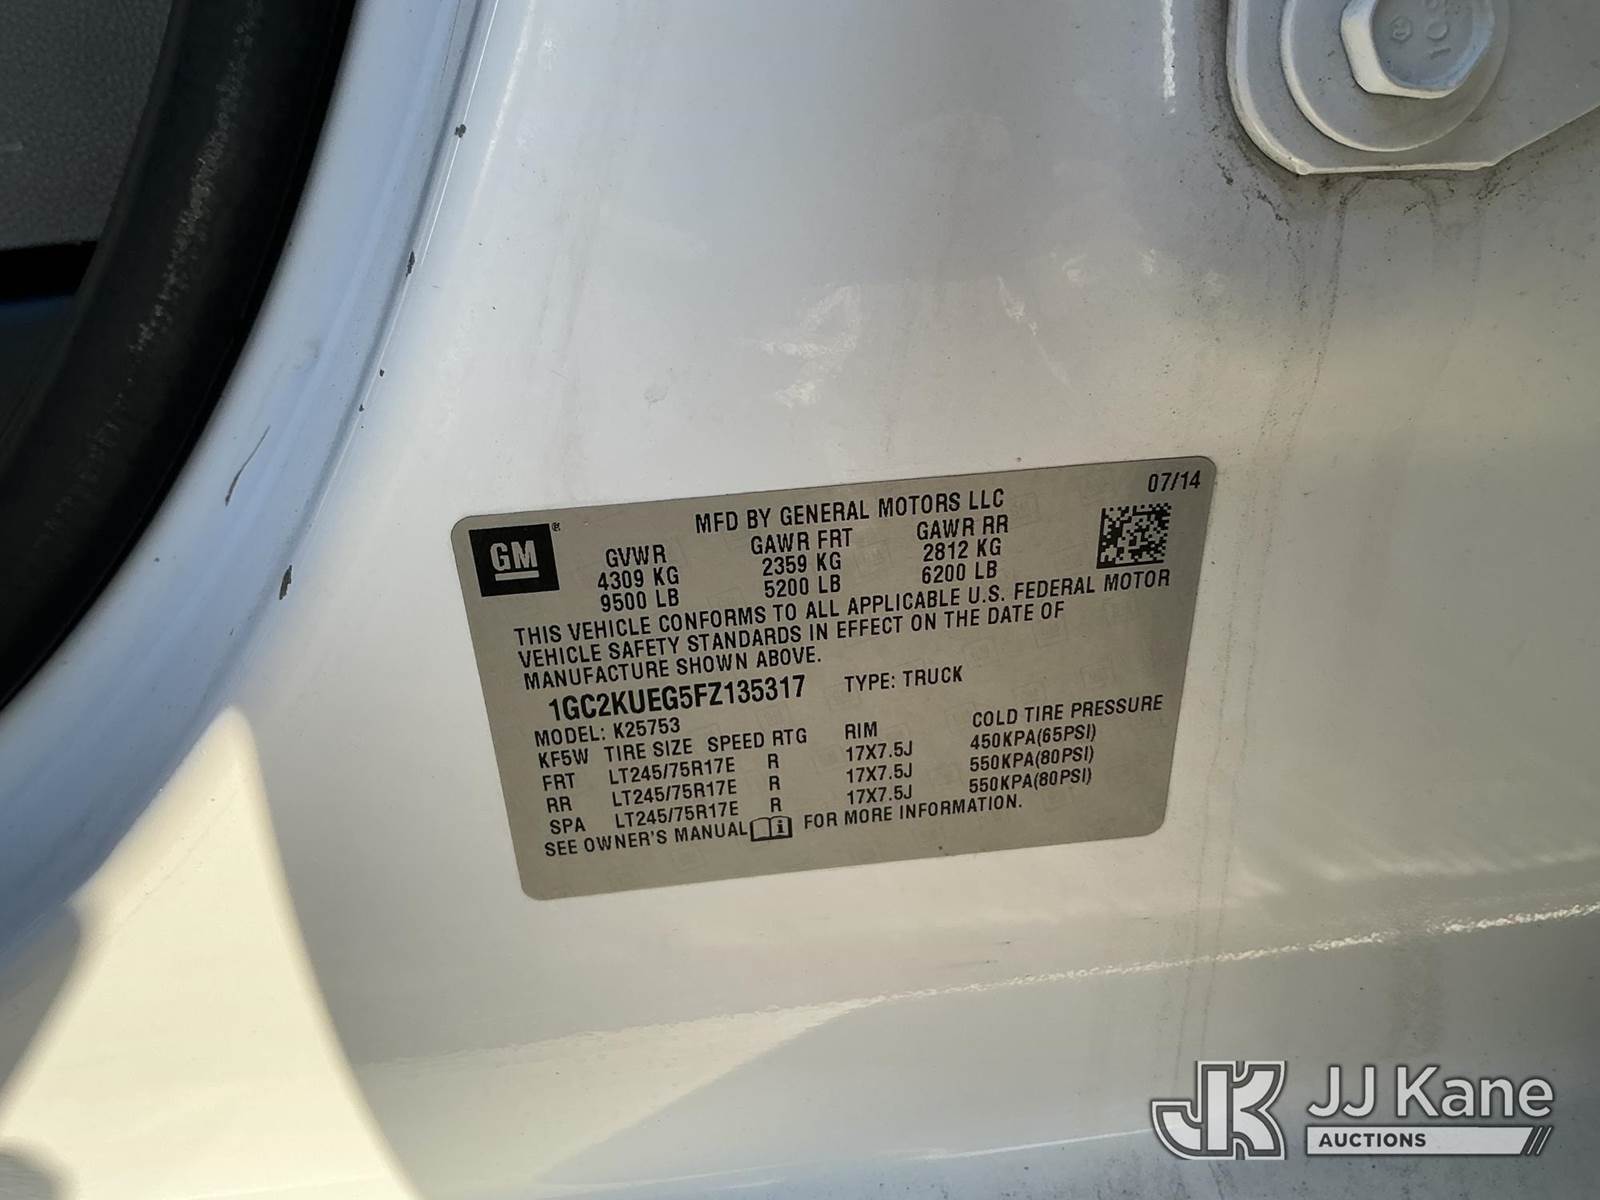 07/14
MFD BY GENERAL MOTORS LLC
GM®
GVWR GAWR FRT GAWR RR
4309 KG 2359 KG 2812 KG
9500 LB 5200 LB 6200 LB
THIS VEHICLE CONFORMS TO ALL APPLICABLE U.S. FEDERAL MOTOR
VEHICLE SAFETY STANDARDS IN EFFECT ON THE DATE OF
MANUFACTURE SHOWN ABOVE.
1GC2KUEG5FZ135317 TYPE: TRUCK
MODEL: K25753
KF5W TIRE SIZE SPEED RTG RIM COLD TIRE PRESSURE
FRT LT245/75R17E R 17X7.5J 450KPA(65PSI)
RR LT245/75R17E R 17X7.5J 550KPA(80PSI)
SPA LT245/75R17E R 17X7.5J 550KPA(80PSI)
SEE OWNER'S MANUAL i FOR MORE INFORMATION.
JK JJ Kane
AUCTIONS